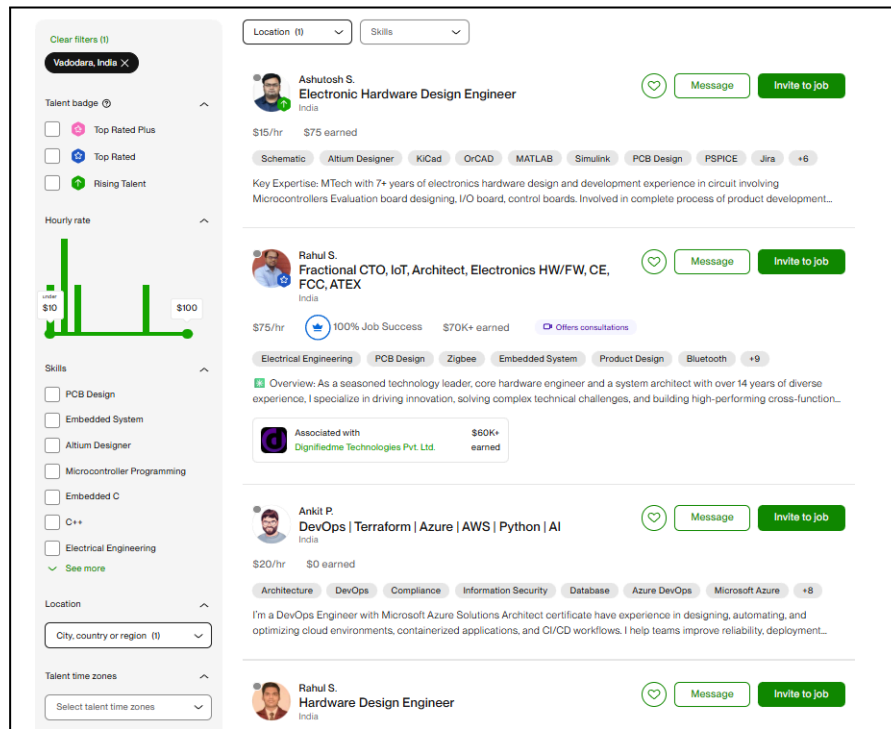 Clear filters (1)
Vadodara, India
Talent badge
Top Rated Plus
Top Rated
Rising Talent
Hourly rate
under
$10
$100
Skills
PCB Design
Embedded System
Altium Designer
Microcontroller Programming
Embedded C
C++
Electrical Engineering
See more
Location
City, country or region (1)
Talent time zones
Select talent time zones
Location (1)
Skills
Ashutosh S.
Electronic Hardware Design Engineer
India
Message
Invite to job
$15/hr $75 earned
Schematic Altium Designer KiCad OrCAD MATLAB Simulink PCB Design PSPICE Jira +6
Key Expertise: MTech with 7+ years of electronics hardware design and development experience in circuit involving
Microcontrollers Evaluation board designing, I/O board, control boards. Involved in complete process of product development...
Rahul S.
Fractional CTO, IoT, Architect, Electronics HW/FW, CE,
FCC, ATEX
India
Message
Invite to job
$75/hr 100% Job Success $70K+ earned Offers consultations
Electrical Engineering PCB Design Zigbee Embedded System Product Design Bluetooth +9
Overview: As a seasoned technology leader, core hardware engineer and a system architect with over 14 years of diverse
experience, I specialize in driving innovation, solving complex technical challenges, and building high-performing cross-function...
Associated with $60K+
Dignifiedme Technologies Pvt. Ltd. earned
Ankit P.
DevOps | Terraform | Azure | AWS | Python | AI
India
Message
Invite to job
$20/hr $0 earned
Architecture DevOps Compliance Information Security Database Azure DevOps Microsoft Azure +8
I'm a DevOps Engineer with Microsoft Azure Solutions Architect certificate have experience in designing, automating, and
optimizing cloud environments, containerized applications, and CI/CD workflows. I help teams improve reliability, deployment...
Rahul S.
Hardware Design Engineer
India
Message
Invite to job